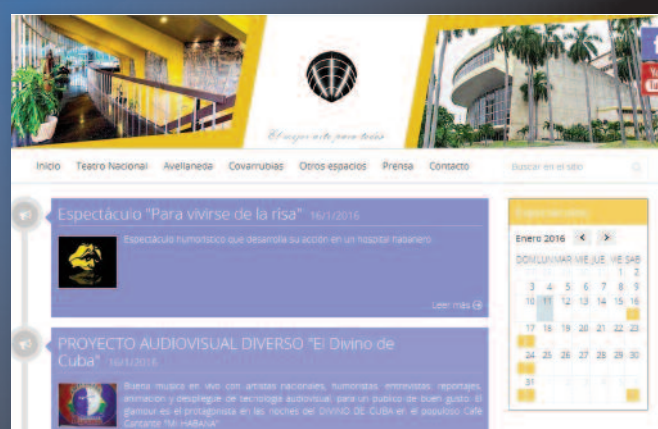 El mejor arte para todos
Inicio Teatro Nacional Avellaneda Covarrubias Otros espacios Prensa Contacto
Buscar en el sitio
Espectáculo "Para vivirse de la risa" 16/1/2016
Espectáculo humorístico que desarrolla su acción en un hospital habanero
Leer más
PROYECTO AUDIOVISUAL DIVERSO "El Divino de
Cuba" 16/1/2016
Buena música en vivo con artistas nacionales, humoristas, entrevistas, reportajes,
animación y despliegue de tecnología audiovisual para un público de buen gusto. El
glamour es el protagonista en las noches del DIVINO DE CUBA en el populoso Café
Cantante "MI HABANA"
Enero 2016 < >
DOM LUN MAR MIE JUE VIE SAB
1 2
3 4 5 6 7 8 9
10 11 12 13 14 15 16
17 18 19 20 21 22 23
24 25 26 27 28 29 30
31